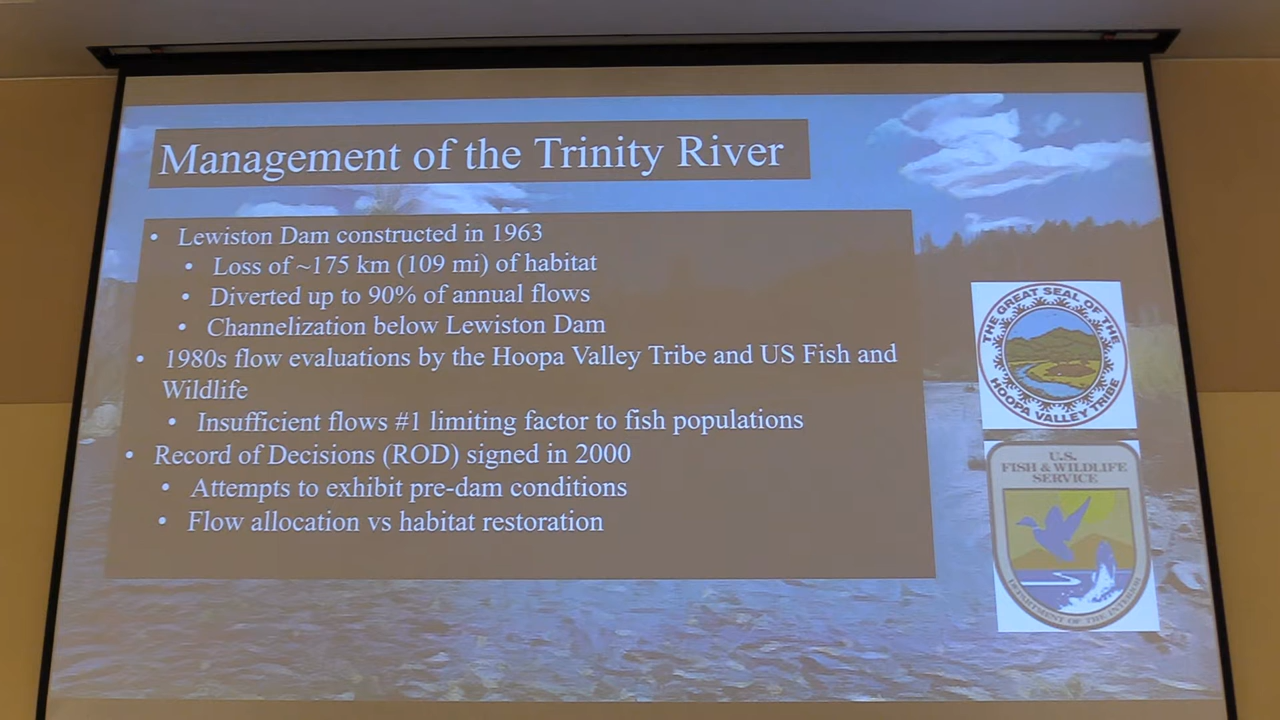 Management of the Trinity River
• Lewiston Dam constructed in 1963
• Loss of ~175 km (109 mi) of habitat
• Diverted up to 90% of annual flows
• Channelization below Lewiston Dam
• 1980s flow evaluations by the Hoopa Valley Tribe and US Fish and
Wildlife
• Insufficient flows #1 limiting factor to fish populations
• Record of Decisions (ROD) signed in 2000
• Attempts to exhibit pre-dam conditions
• Flow allocation vs habitat restoration
THE GREAT SEAL OF THE
HOOPA VALLEY TRIBE
U.S.
FISH & WILDLIFE
SERVICE
DEPARTMENT OF THE INTERIOR